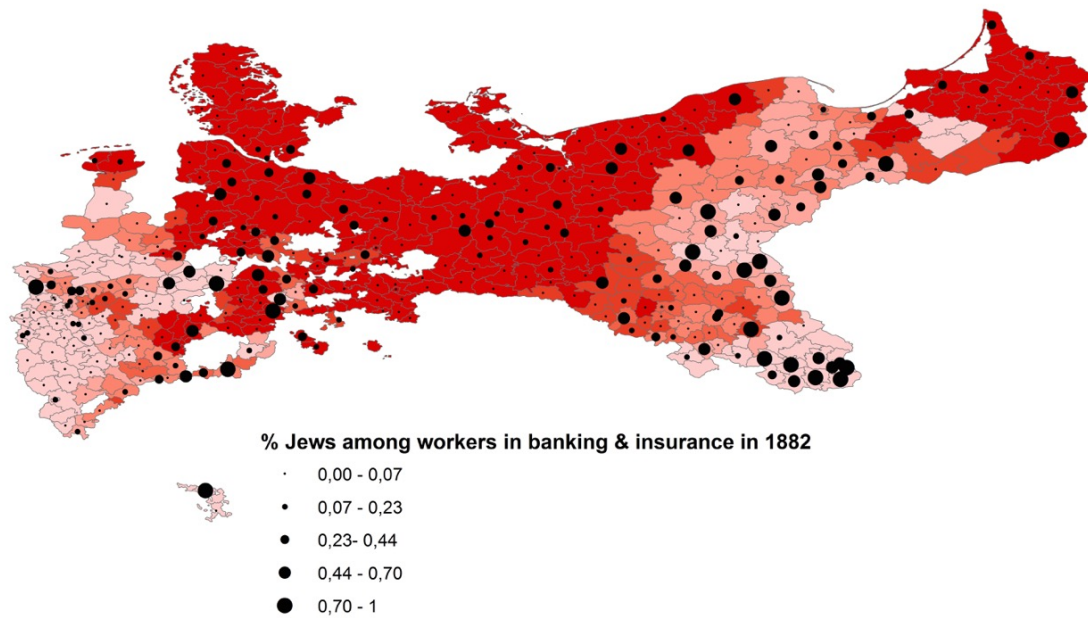 % Jews among workers in banking & insurance in 1882
0,00 - 0,07
0,07 - 0,23
0,23- 0,44
0,44 - 0,70
0,70 - 1